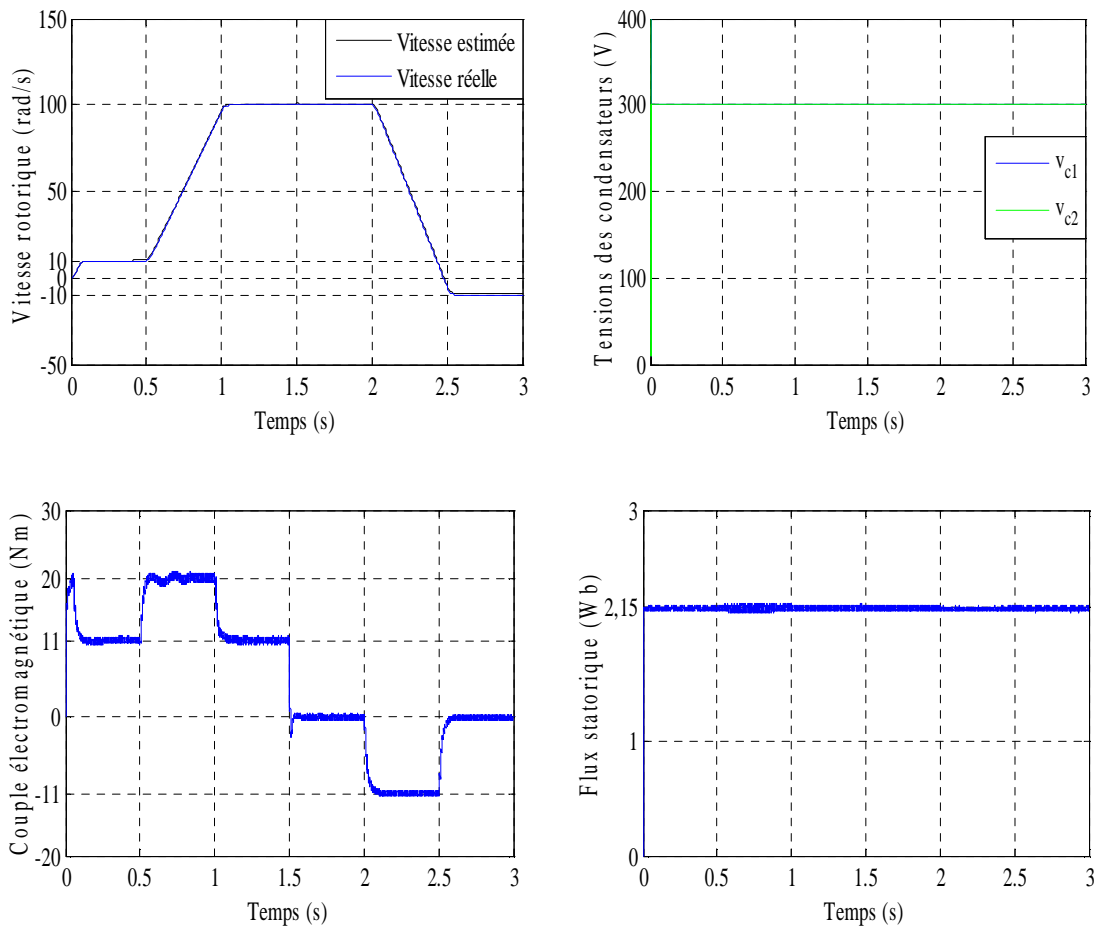 Vitesse rotorique (rad/s)
150
100
50
10
0
-10
-50
Vitesse estimée
Vitesse réelle
0 0.5 1 1.5 2 2.5 3
Temps (s)
Tensions des condensateurs (V)
400
300
200
100
0
v_c1
v_c2
0 0.5 1 1.5 2 2.5 3
Temps (s)
Couple électromagnétique (Nm)
30
20
11
0
-11
-20
0 0.5 1 1.5 2 2.5 3
Temps (s)
Flux statorique (Wb)
3
2,15
1
0
0 0.5 1 1.5 2 2.5 3
Temps (s)